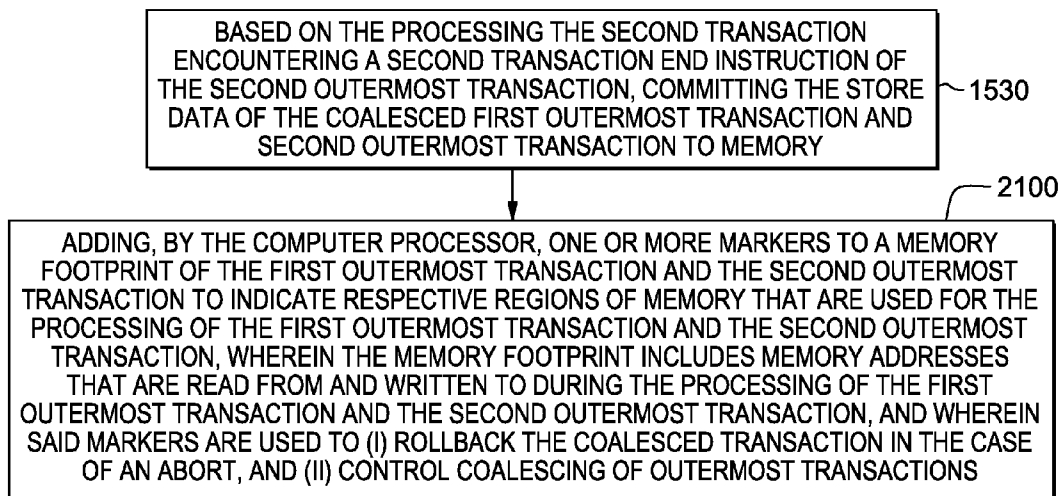 BASED ON THE PROCESSING THE SECOND TRANSACTION
ENCOUNTERING A SECOND TRANSACTION END INSTRUCTION OF
THE SECOND OUTERMOST TRANSACTION, COMMITTING THE STORE
DATA OF THE COALESCED FIRST OUTERMOST TRANSACTION AND
SECOND OUTERMOST TRANSACTION TO MEMORY
1530
2100
ADDING, BY THE COMPUTER PROCESSOR, ONE OR MORE MARKERS TO A MEMORY
FOOTPRINT OF THE FIRST OUTERMOST TRANSACTION AND THE SECOND OUTERMOST
TRANSACTION TO INDICATE RESPECTIVE REGIONS OF MEMORY THAT ARE USED FOR THE
PROCESSING OF THE FIRST OUTERMOST TRANSACTION AND THE SECOND OUTERMOST
TRANSACTION, WHEREIN THE MEMORY FOOTPRINT INCLUDES MEMORY ADDRESSES
THAT ARE READ FROM AND WRITTEN TO DURING THE PROCESSING OF THE FIRST
OUTERMOST TRANSACTION AND THE SECOND OUTERMOST TRANSACTION, AND WHEREIN
SAID MARKERS ARE USED TO (I) ROLLBACK THE COALESCED TRANSACTION IN THE CASE
OF AN ABORT, AND (II) CONTROL COALESCING OF OUTERMOST TRANSACTIONS